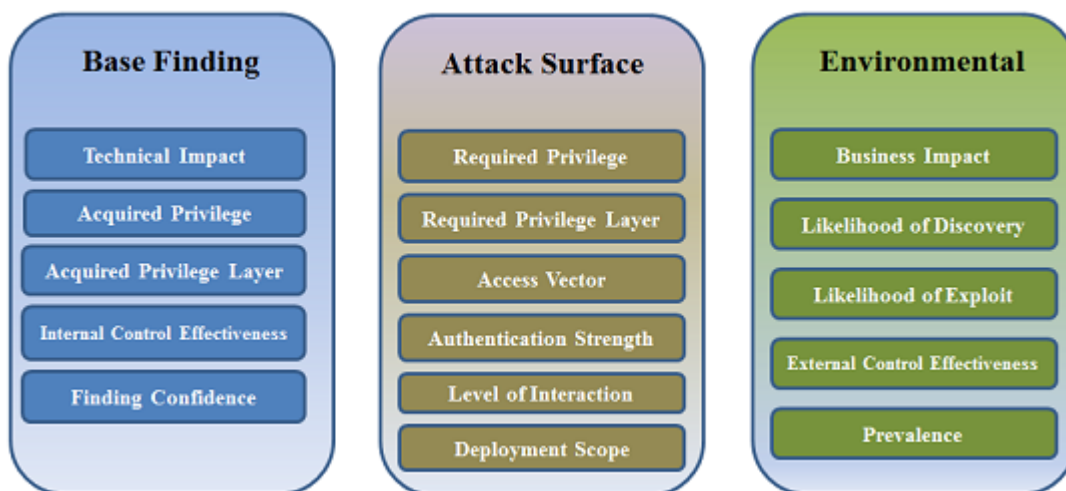 Base Finding
Technical Impact
Acquired Privilege
Acquired Privilege Layer
Internal Control Effectiveness
Finding Confidence
Attack Surface
Required Privilege
Required Privilege Layer
Access Vector
Authentication Strength
Level of Interaction
Deployment Scope
Environmental
Business Impact
Likelihood of Discovery
Likelihood of Exploit
External Control Effectiveness
Prevalence